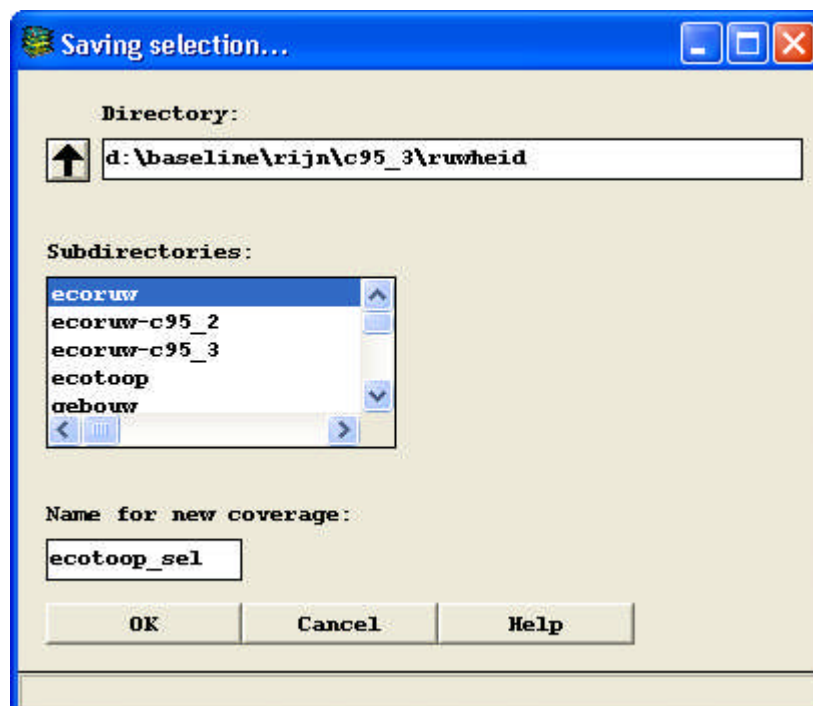 Saving selection...
Directory:
d:\baseline\rijn\c95_3\ruwheid
Subdirectories:
ecoruw
ecoruw-c95_2
ecoruw-c95_3
ecotoop
gebouw
Name for new coverage:
ecotoop_sel
OK Cancel Help